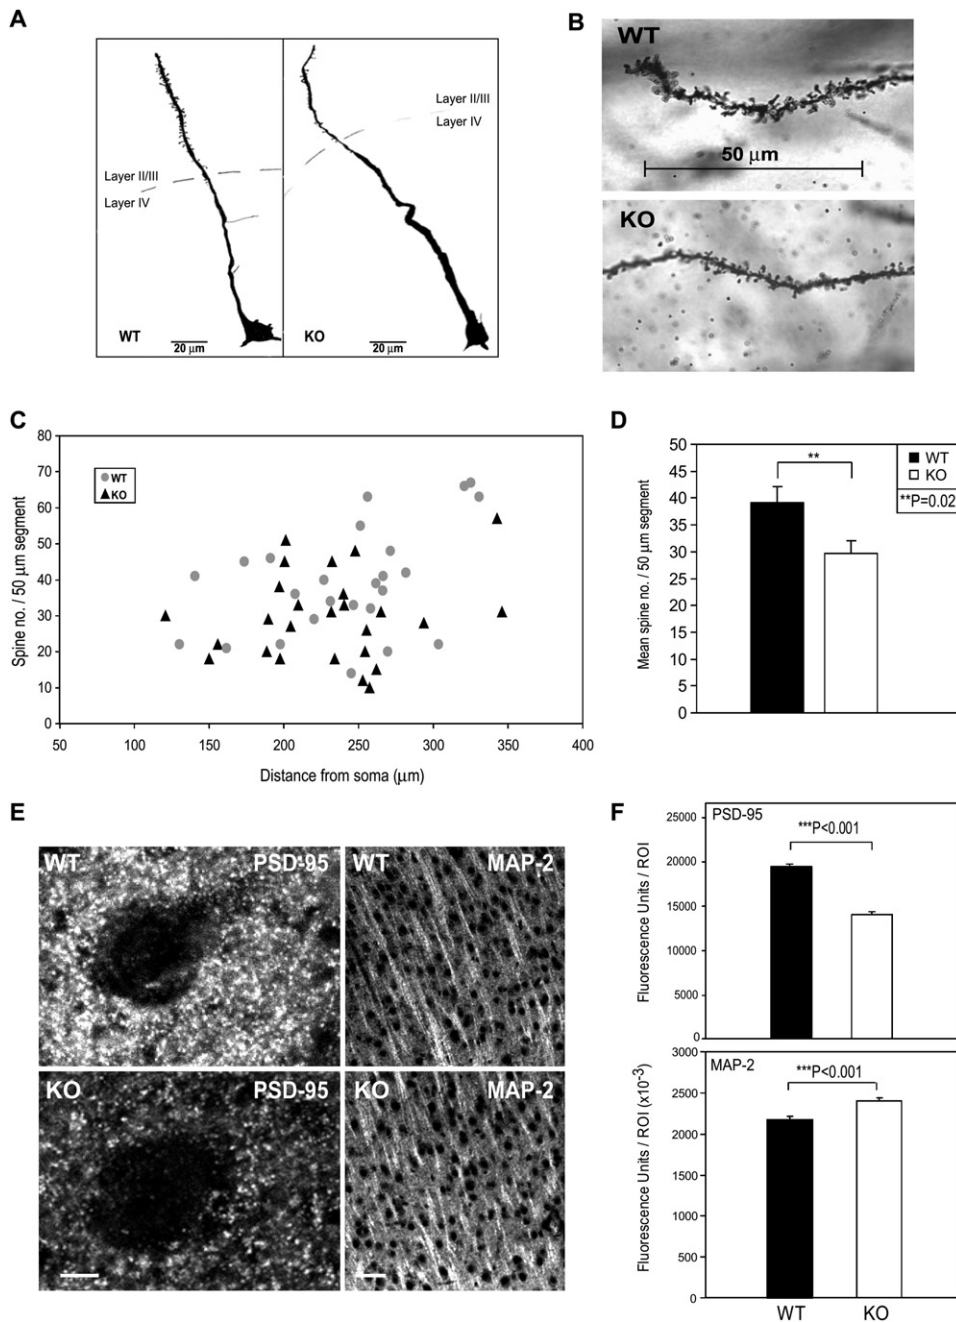 A
Layer II/III
Layer IV
WT
20 μm
Layer II/III
Layer IV
KO
20 μm
B
WT
50 μm
KO
C
80
70
60
50
40
30
20
10
0
50
100
150
200
250
300
350
400
Spine no. / 50 μm segment
Distance from soma (μm)
WT
KO
D
50
45
40
35
30
25
20
15
10
5
0
Mean spine no. / 50 μm segment
**
WT
KO
**P=0.02
E
WT PSD-95
WT MAP-2
KO PSD-95
KO MAP-2
F
PSD-95
***P<0.001
25000
20000
15000
10000
5000
0
Fluorescence Units / ROI
MAP-2
***P<0.001
3000
2500
2000
1500
1000
500
0
Fluorescence Units / ROI (x10-3)
WT KO